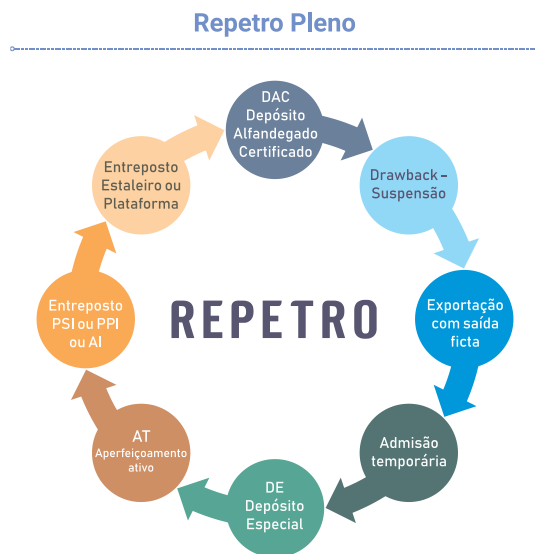 Repetro Pleno
DAC
Depósito
Alfandegado
Certificado
Drawback –
Suspensão
Exportação
com saída
ficta
Admisão
temporária
DE
Depósito
Especial
AT
Aperfeiçoamento
ativo
Entreposto
PSI ou PPI
ou AI
Entreposto
Estaleiro ou
Plataforma
REPETRO